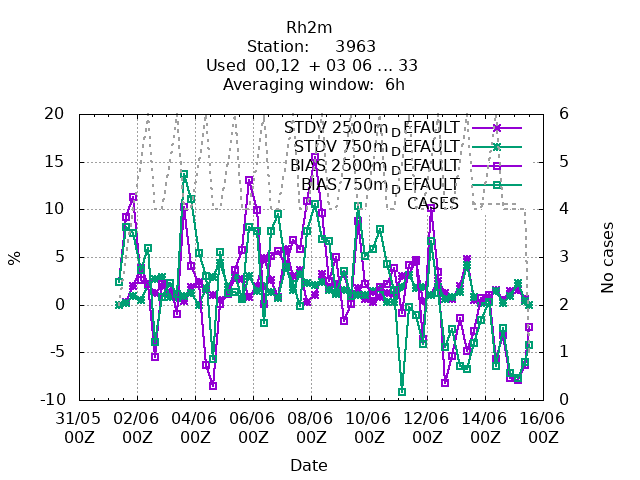 Rh2m
Station: 3963
Used 00,12 + 03 06 ... 33
Averaging window: 6h
STDV 2500m_DEFAULT
STDV 750m_DEFAULT
BIAS 2500m_DEFAULT
BIAS 750m_DEFAULT
CASES
20
15
10
5
0
-5
-10
%
6
5
4
3
2
1
0
No cases
31/05 02/06 04/06 06/06 08/06 10/06 12/06 14/06 16/06
00Z 00Z 00Z 00Z 00Z 00Z 00Z 00Z 00Z
Date